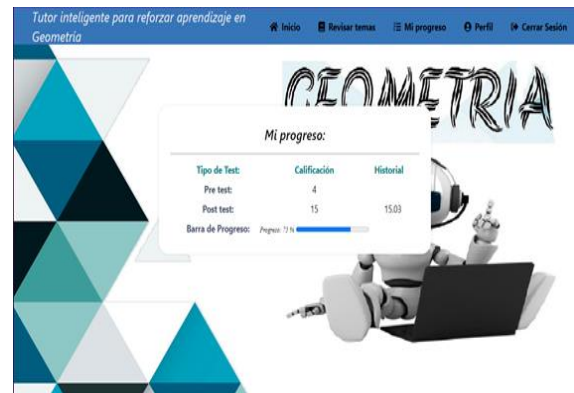 Tutor inteligente para reforzar aprendizaje en
Geometría
Inicio
Revisar temas
Mi progreso
Perfil
Cerrar Sesión
GEOMETRIA
Mi progreso:
Tipo de Test: Calificación Historial
Pre test: 4
Post test: 15 15.03
Barra de Progreso: Progreso: